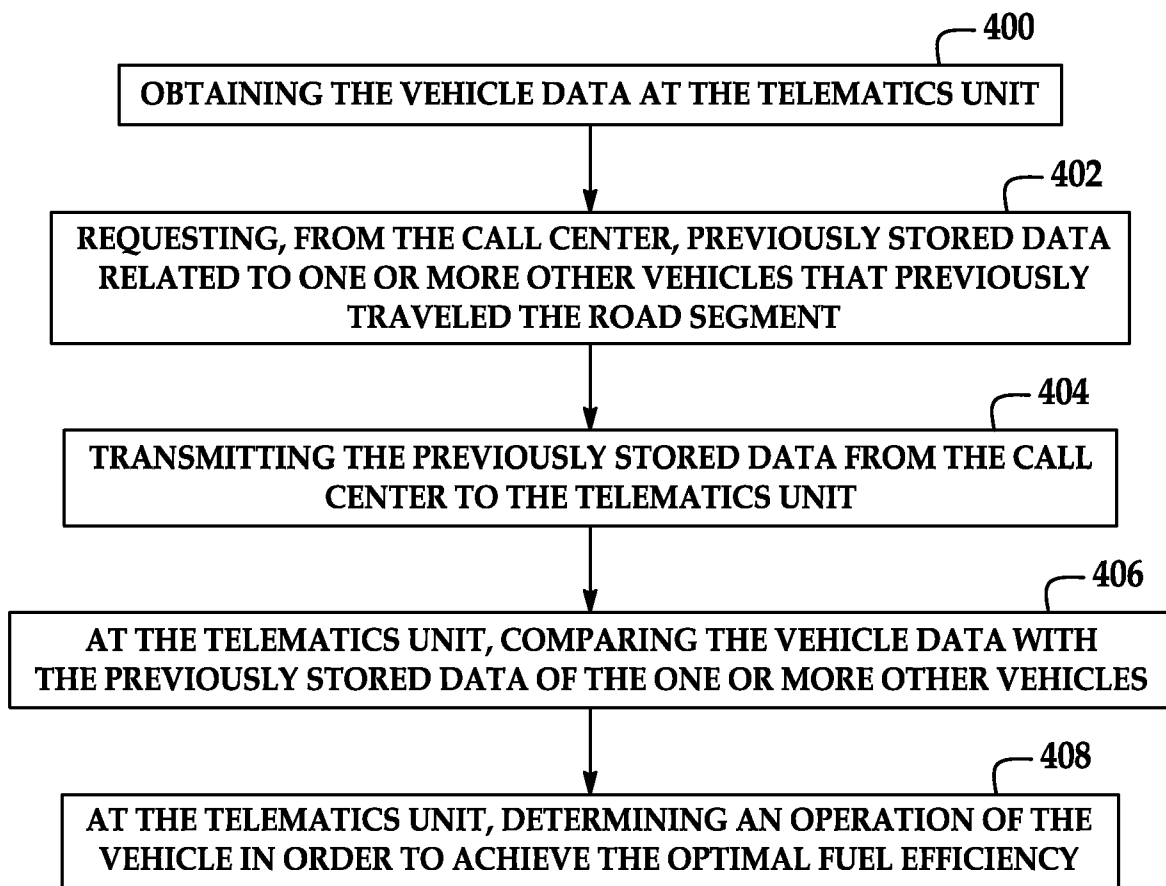 400
OBTAINING THE VEHICLE DATA AT THE TELEMATICS UNIT
402
REQUESTING, FROM THE CALL CENTER, PREVIOUSLY STORED DATA
RELATED TO ONE OR MORE OTHER VEHICLES THAT PREVIOUSLY
TRAVELED THE ROAD SEGMENT
404
TRANSMITTING THE PREVIOUSLY STORED DATA FROM THE CALL
CENTER TO THE TELEMATICS UNIT
406
AT THE TELEMATICS UNIT, COMPARING THE VEHICLE DATA WITH
THE PREVIOUSLY STORED DATA OF THE ONE OR MORE OTHER VEHICLES
408
AT THE TELEMATICS UNIT, DETERMINING AN OPERATION OF THE
VEHICLE IN ORDER TO ACHIEVE THE OPTIMAL FUEL EFFICIENCY